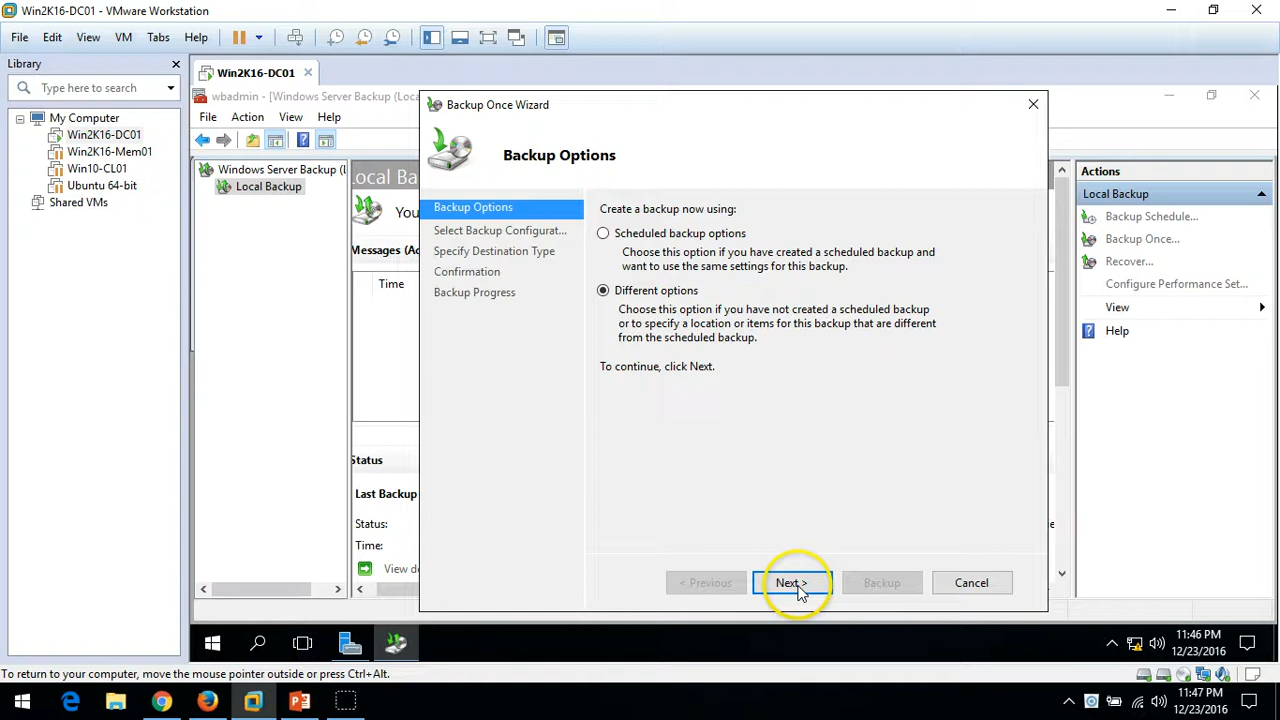 Win2K16-DC01 - VMware Workstation
File Edit View VM Tabs Help
Library
Type here to search
My Computer
Win2K16-DC01
Win2K16-Mem01
Win10-CL01
Ubuntu 64-bit
Shared VMs
Win2K16-DC01
wbadmin - [Windows Server Backup (Loca
File Action View Help
Windows Server Backup (L
Local Backup
Local Ba
You
Messages (Ac
Time
Status
Last Backup
Status:
Time:
View de
Backup Once Wizard
Backup Options
Backup Options
Select Backup Configurat...
Specify Destination Type
Confirmation
Backup Progress
Create a backup now using:
Scheduled backup options
Choose this option if you have created a scheduled backup and
want to use the same settings for this backup.
Different options
Choose this option if you have not created a scheduled backup
or to specify a location or items for this backup that are different
from the scheduled backup.
To continue, click Next.
< Previous Next > Backup Cancel
Actions
Local Backup
Backup Schedule...
Backup Once...
Recover...
Configure Performance Set...
View
Help
11:46 PM
12/23/2016
To return to your computer, move the mouse pointer outside or press Ctrl+Alt.
11:47 PM
12/23/2016